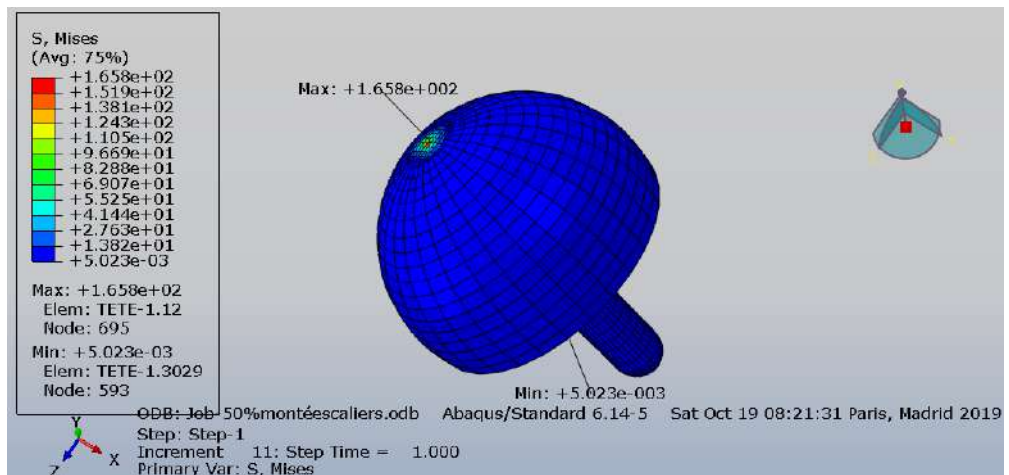 S, Mises
(Avg: 75%)
+1.658e+02
+1.519e+02
+1.381e+02
+1.243e+02
+1.105e+02
+9.669e+01
+8.288e+01
+6.907e+01
+5.525e+01
+4.144e+01
+2.763e+01
+1.382e+01
+5.023e-03
Max: +1.658e+02
Elem: TETE-1.12
Node: 695
Min: +5.023e-03
Elem: TETE-1.3029
Node: 593
Max: +1.658e+002
Min: +5.023e-003
ODB: Job-50%montéescaliers.odb Abaqus/Standard 6.14-5 Sat Oct 19 08:21:31 Paris, Madrid 2019
Step: Step-1
Increment 11: Step Time = 1.000
Primary Var: S, Mises
Y
Z
X